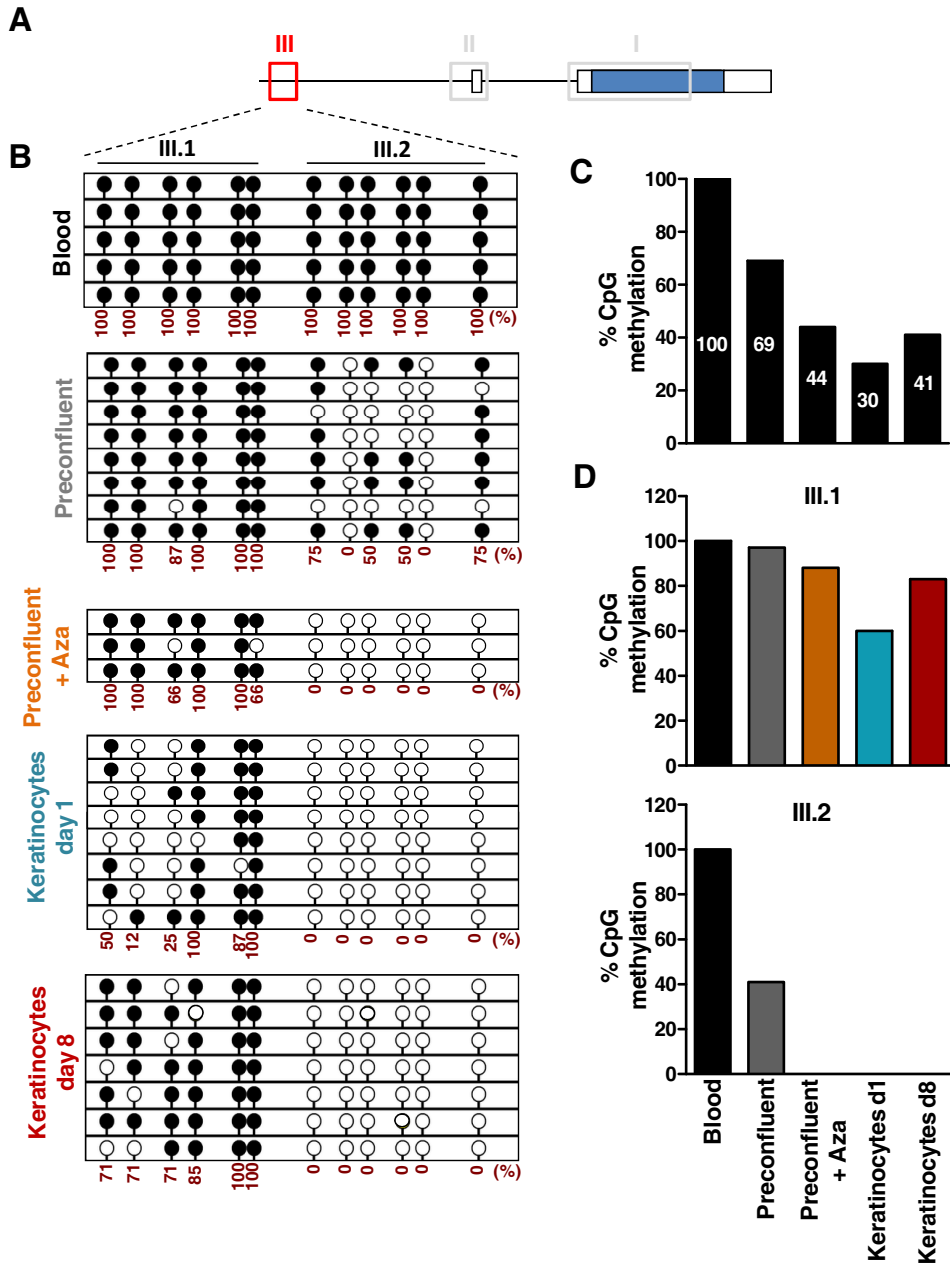 A
III
II
I
B
III.1
III.2
Blood
100 100 100 100 100 100 100 100 100 100 100 100 (%)
Preconfluent
100 100 87 100 100 100 75 0 50 50 0 75 (%)
Preconfluent
+ Aza
100 100 66 100 100 66 0 0 0 0 0 0 (%)
Keratinocytes
day 1
50 12 25 100 87 100 0 0 0 0 0 0 (%)
Keratinocytes
day 8
71 71 71 85 100 100 0 0 0 0 0 0 (%)
C
% CpG
methylation
100
80
60
40
20
0
100
69
44
30
41
D
III.1
% CpG
methylation
120
100
80
60
40
20
0
III.2
% CpG
methylation
120
100
80
60
40
20
0
Blood
Preconfluent
Preconfluent
+ Aza
Keratinocytes d1
Keratinocytes d8